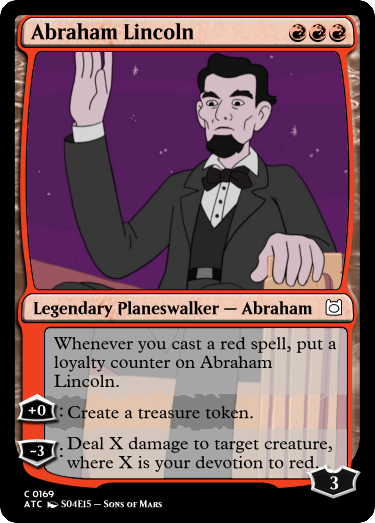 Abraham Lincoln
Legendary Planeswalker — Abraham
Whenever you cast a red spell, put a
loyalty counter on Abraham
Lincoln.
+0: Create a treasure token.
-3: Deal X damage to target creature,
where X is your devotion to red.
3
C 0169
ATC S04E15 — Sons of Mars